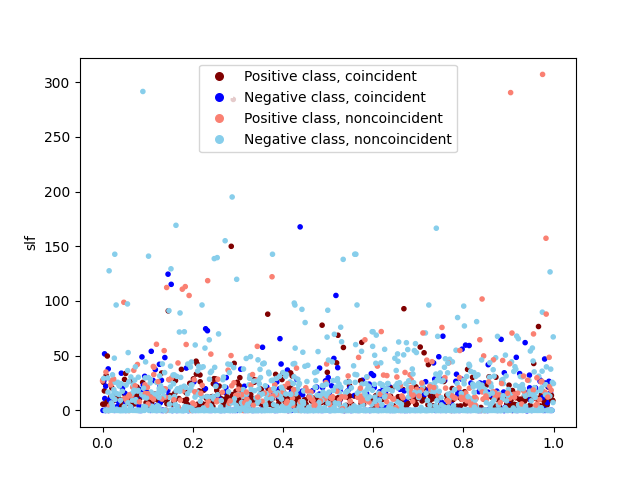 300
250
200
150
100
50
0
slf
Positive class, coincident
Negative class, coincident
Positive class, noncoincident
Negative class, noncoincident
0.0 0.2 0.4 0.6 0.8 1.0